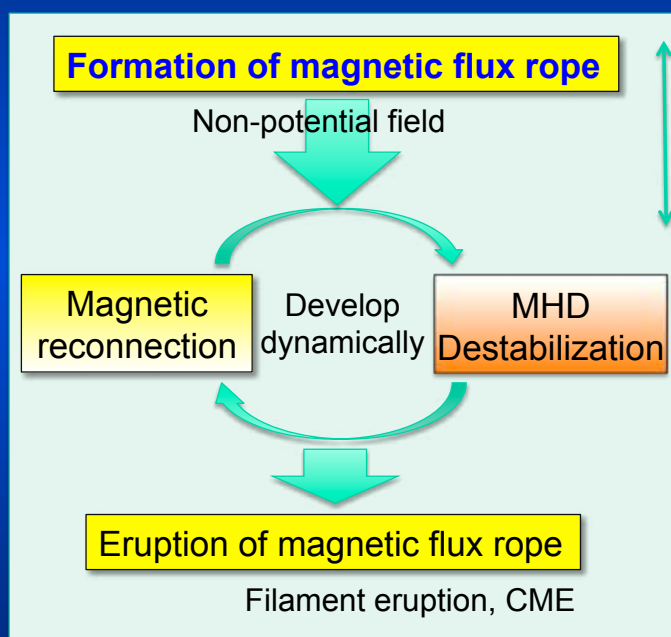 Formation of magnetic flux rope
Non-potential field
Magnetic
reconnection
Develop
dynamically
MHD
Destabilization
Eruption of magnetic flux rope
Filament eruption, CME